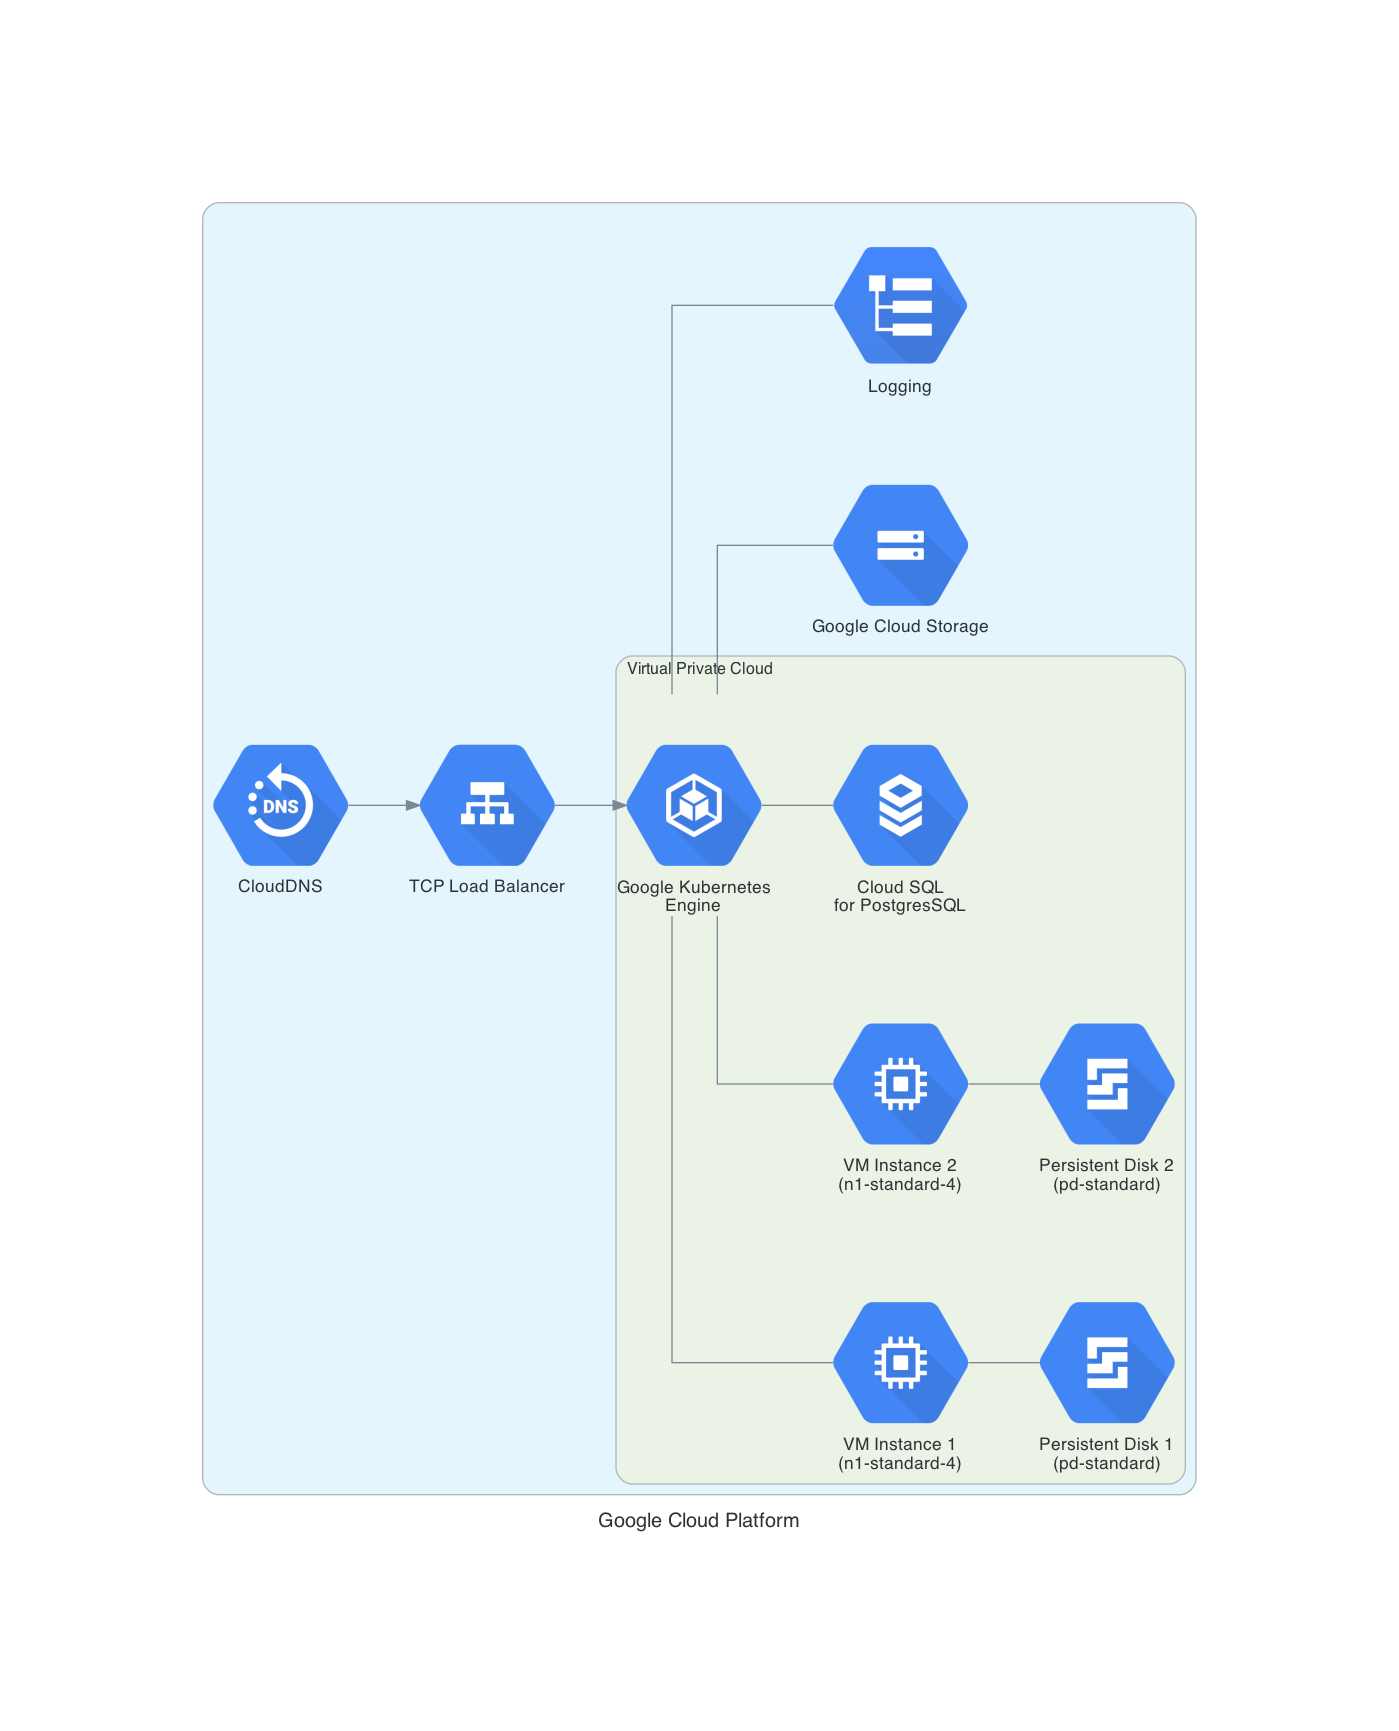 Logging
Google Cloud Storage
Virtual Private Cloud
DNS
CloudDNS
TCP Load Balancer
Google Kubernetes
Engine
Cloud SQL
for PostgresSQL
VM Instance 2
(n1-standard-4)
Persistent Disk 2
(pd-standard)
VM Instance 1
(n1-standard-4)
Persistent Disk 1
(pd-standard)
Google Cloud Platform